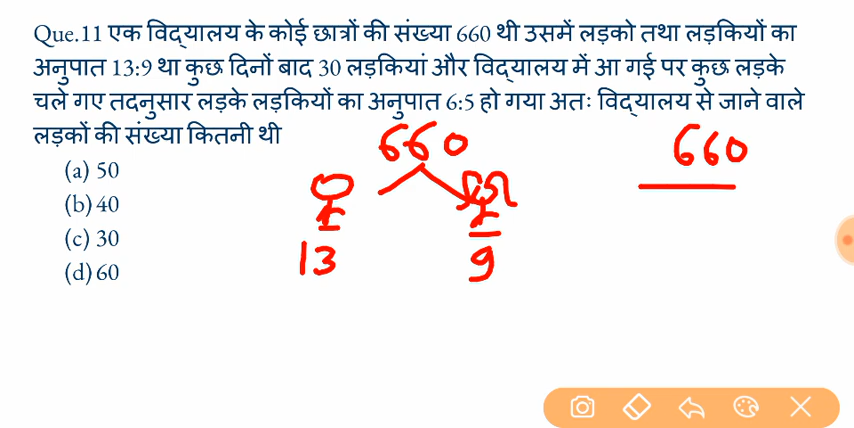 Que.11 एक विद्यालय के कोई छात्रों की संख्या 660 थी उसमें लड़को तथा लड़कियों का
अनुपात 13:9 था कुछ दिनों बाद 30 लड़कियां और विद्यालय में आ गई पर कुछ लड़के
चले गए तदनुसार लड़के लड़कियों का अनुपात 6:5 हो गया अतः विद्यालय से जाने वाले
लड़कों की संख्या कितनी थी
660
660
(a) 50
(b) 40
(c) 30
13
9
(d) 60